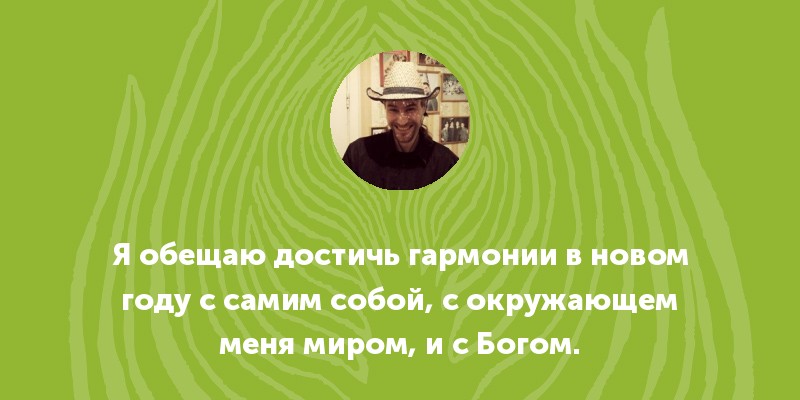 Я обещаю достичь гармонии в новом
году с самим собой, с окружающем
меня миром, и с Богом.